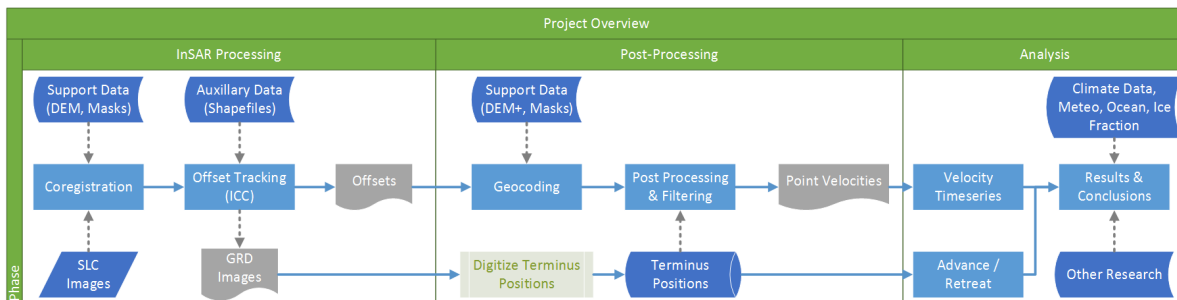 Project Overview
InSAR Processing
Post-Processing
Analysis
Phase
Support Data
(DEM, Masks)
Auxillary Data
(Shapefiles)
Support Data
(DEM+, Masks)
Climate Data,
Meteo, Ocean, Ice
Fraction
Coregistration
Offset Tracking
(ICC)
Offsets
Geocoding
Post Processing
& Filtering
Point Velocities
Velocity
Timeseries
Results &
Conclusions
SLC
Images
GRD
Images
Digitize Terminus
Positions
Terminus
Positions
Advance /
Retreat
Other Research